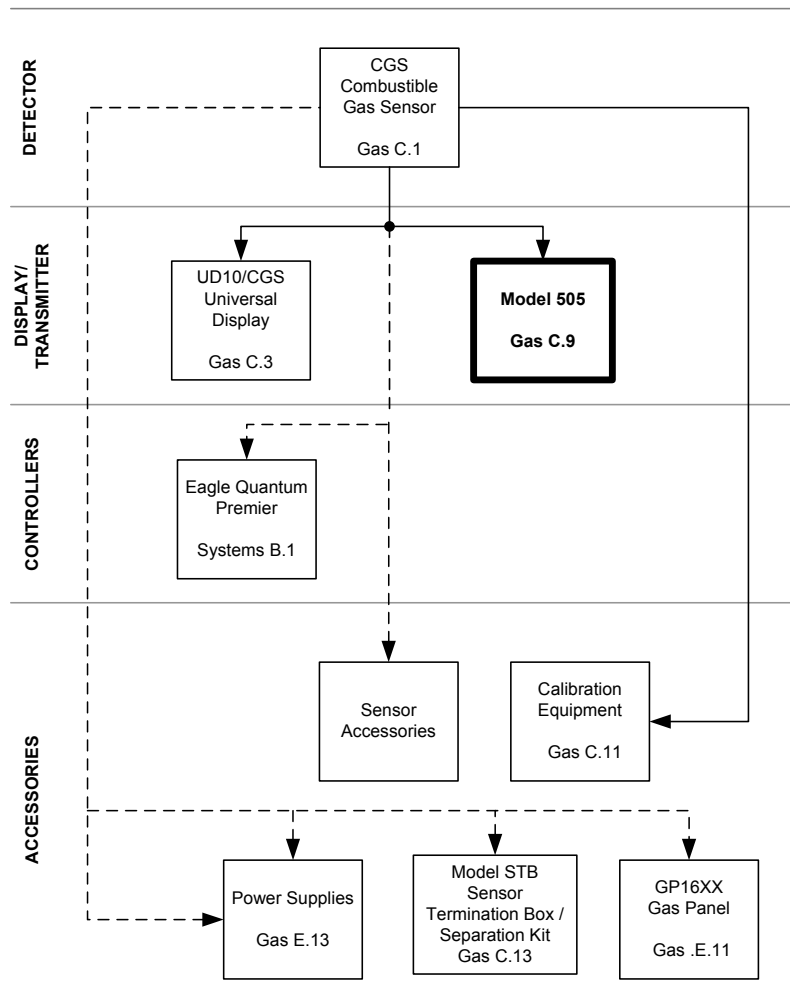 DETECTOR
CGS
Combustible
Gas Sensor
Gas C.1
DISPLAY/
TRANSMITTER
UD10/CGS
Universal
Display
Gas C.3
Model 505
Gas C.9
CONTROLLERS
Eagle Quantum
Premier
Systems B.1
ACCESSORIES
Sensor
Accessories
Calibration
Equipment
Gas C.11
Power Supplies
Gas E.13
Model STB
Sensor
Termination Box /
Separation Kit
Gas C.13
GP16XX
Gas Panel
Gas .E.11